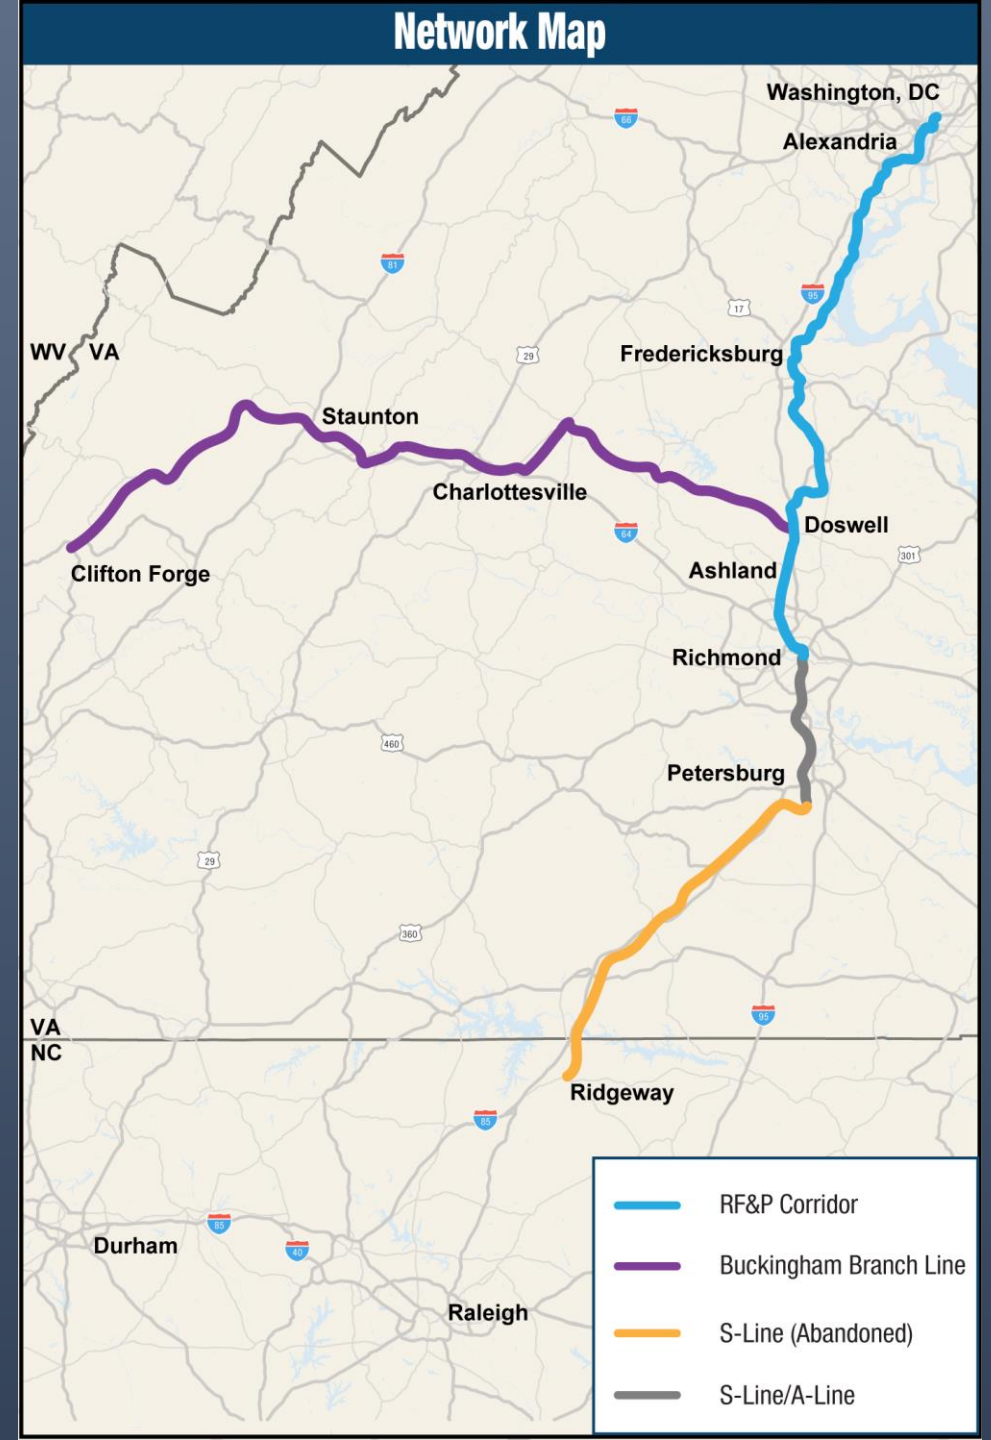 Network Map
Washington, DC
66
Alexandria
81
95
17
WV VA
29
Fredericksburg
Staunton
Charlottesville
Doswell
64
301
Clifton Forge
Ashland
Richmond
460
Petersburg
29
360
VA
95
NC
Ridgeway
85
RF&P Corridor
85
Durham
40
Buckingham Branch Line
Raleigh
S-Line (Abandoned)
S-Line/A-Line